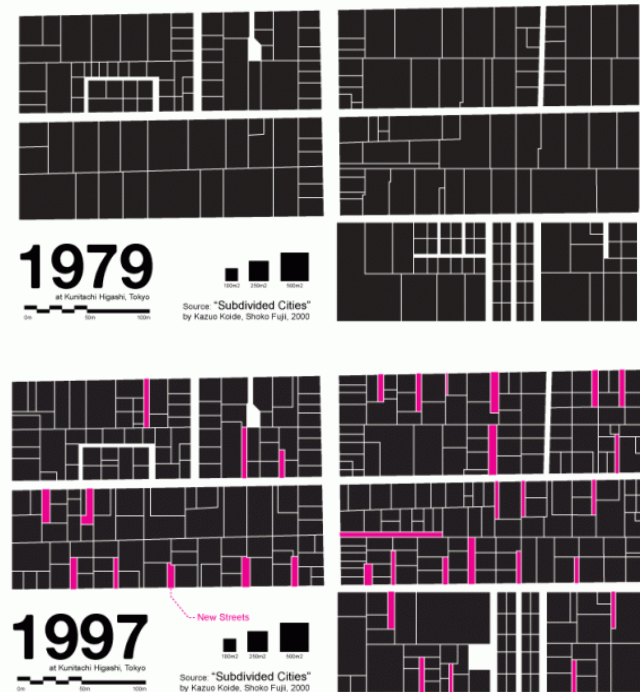 1979
at Kunitachi Higashi, Tokyo
0m 50m 100m
100m2 250m2 500m2
Source: "Subdivided Cities"
by Kazuo Koide, Shoko Fujii, 2000
New Streets
1997
at Kunitachi Higashi, Tokyo
0m 50m 100m
100m2 250m2 500m2
Source: "Subdivided Cities"
by Kazuo Koide, Shoko Fujii, 2000